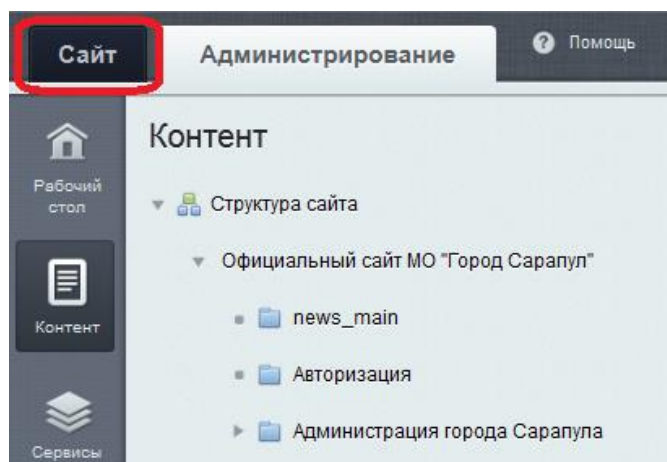 Сайт
Администрирование
? Помощь
Рабочий
стол
Контент
Сервисы
Контент
Структура сайта
Официальный сайт МО "Город Сарапул"
news_main
Авторизация
Администрация города Сарапула